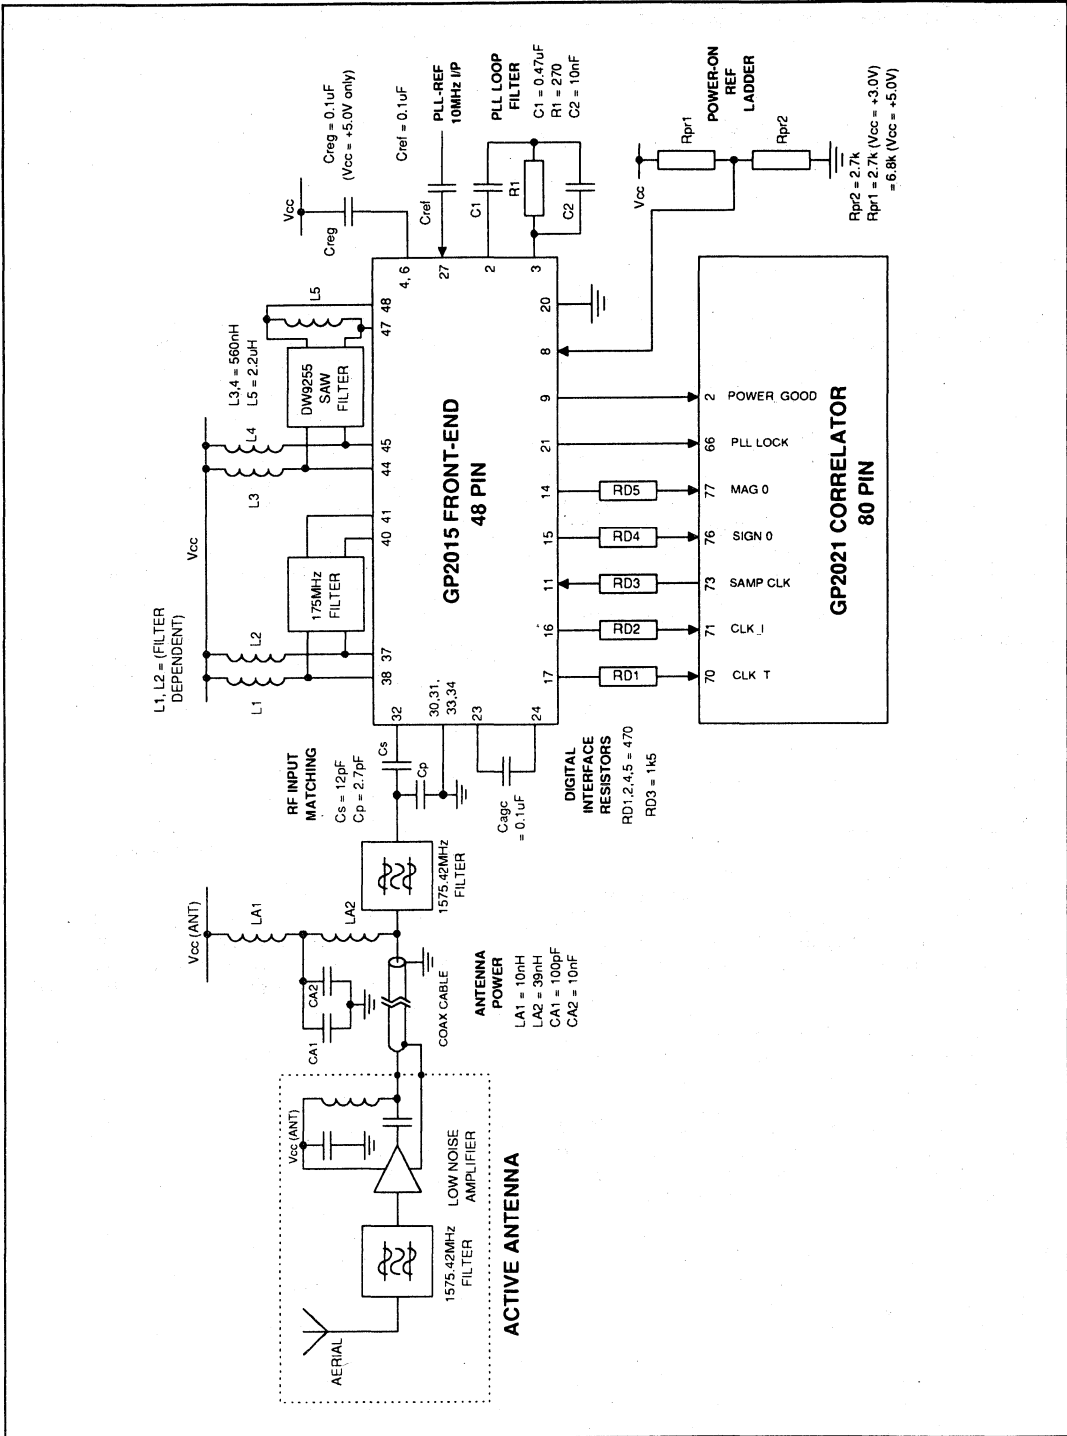 AERIAL
1575.42MHz
FILTER
LOW NOISE
AMPLIFIER
Vcc (ANT)
ACTIVE ANTENNA
CA1
CA2
COAX CABLE
Vcc (ANT)
LA1
LA2
ANTENNA
POWER
LA1 = 10nH
LA2 = 39nH
CA1 = 100pF
CA2 = 10nF
1575.42MHz
FILTER
RF INPUT
MATCHING
Cs = 12pF
Cp = 2.7pF
Cs
Cp
Cagc
= 0.1uF
L1, L2 = (FILTER
DEPENDENT)
Vcc
L1
L2
175MHz
FILTER
L3
L4
L3,4 = 560nH
L5 = 2.2uH
DW9255
SAW
FILTER
L5
Vcc
Creg
Creg = 0.1uF
(Vcc = +5.0V only)
Cref = 0.1uF
Cref
PLL-REF
10MHz I/P
PLL LOOP
FILTER
C1 = 0.47uF
R1 = 270
C2 = 10nF
C1
R1
C2
32
30,31,
33,34
23
24
38
37
40
41
44
45
47
48
4, 6
27
2
3
GP2015 FRONT-END
48 PIN
17
16
11
15
14
21
9
8
20
DIGITAL
INTERFACE
RESISTORS
RD1,2,4,5 = 470
RD3 = 1k5
RD1
RD2
RD3
RD4
RD5
70
CLK T
71
CLK I
73
SAMP CLK
76
SIGN 0
77
MAG 0
66
PLL LOCK
2
POWER GOOD
GP2021 CORRELATOR
80 PIN
Vcc
Rpr1
Rpr2
POWER-ON
REF
LADDER
Rpr2 = 2.7k
Rpr1 = 2.7k (Vcc = +3.0V)
= 6.8k (Vcc = +5.0V)